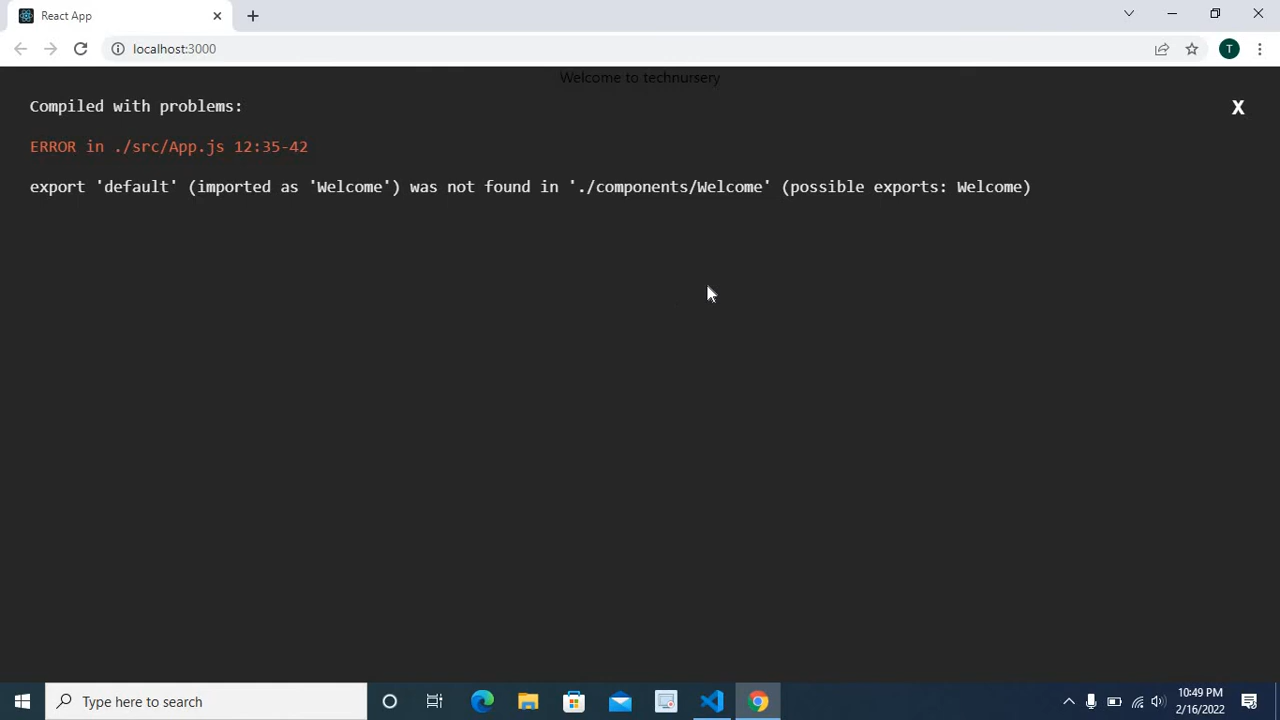 React App
localhost:3000
T
Welcome to technursery
Compiled with problems:
X
ERROR in ./src/App.js 12:35-42
export 'default' (imported as 'Welcome') was not found in './components/Welcome' (possible exports: Welcome)
Type here to search
10:49 PM
2/16/2022